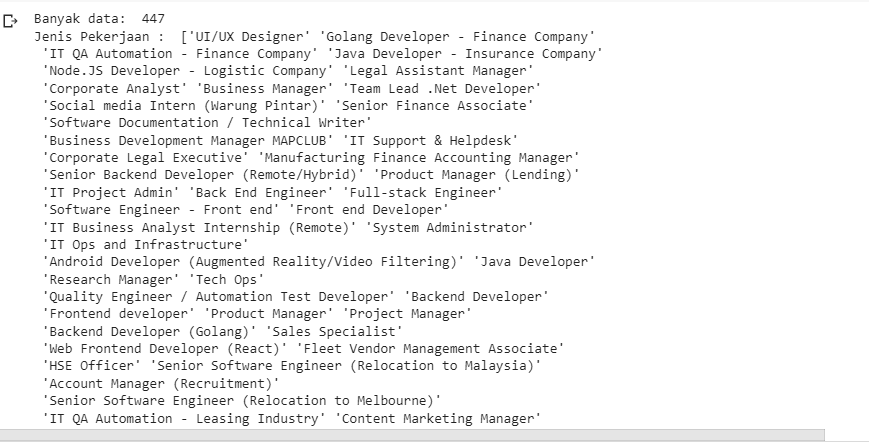 Banyak data:  447
Jenis Pekerjaan :  ['UI/UX Designer' 'Golang Developer - Finance Company'
 'IT QA Automation - Finance Company' 'Java Developer - Insurance Company'
 'Node.JS Developer - Logistic Company' 'Legal Assistant Manager'
 'Corporate Analyst' 'Business Manager' 'Team Lead .Net Developer'
 'Social media Intern (Warung Pintar)' 'Senior Finance Associate'
 'Software Documentation / Technical Writer'
 'Business Development Manager MAPCLUB' 'IT Support & Helpdesk'
 'Corporate Legal Executive' 'Manufacturing Finance Accounting Manager'
 'Senior Backend Developer (Remote/Hybrid)' 'Product Manager (Lending)'
 'IT Project Admin' 'Back End Engineer' 'Full-stack Engineer'
 'Software Engineer - Front end' 'Front end Developer'
 'IT Business Analyst Internship (Remote)' 'System Administrator'
 'IT Ops and Infrastructure'
 'Android Developer (Augmented Reality/Video Filtering)' 'Java Developer'
 'Research Manager' 'Tech Ops'
 'Quality Engineer / Automation Test Developer' 'Backend Developer'
 'Frontend developer' 'Product Manager' 'Project Manager'
 'Backend Developer (Golang)' 'Sales Specialist'
 'Web Frontend Developer (React)' 'Fleet Vendor Management Associate'
 'HSE Officer' 'Senior Software Engineer (Relocation to Malaysia)'
 'Account Manager (Recruitment)'
 'Senior Software Engineer (Relocation to Melbourne)'
 'IT QA Automation - Leasing Industry' 'Content Marketing Manager'